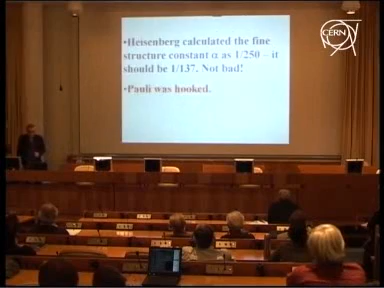 CERN
•Heisenberg calculated the fine
structure constant α as 1/250 – it
should be 1/137. Not bad!
•Pauli was hooked.